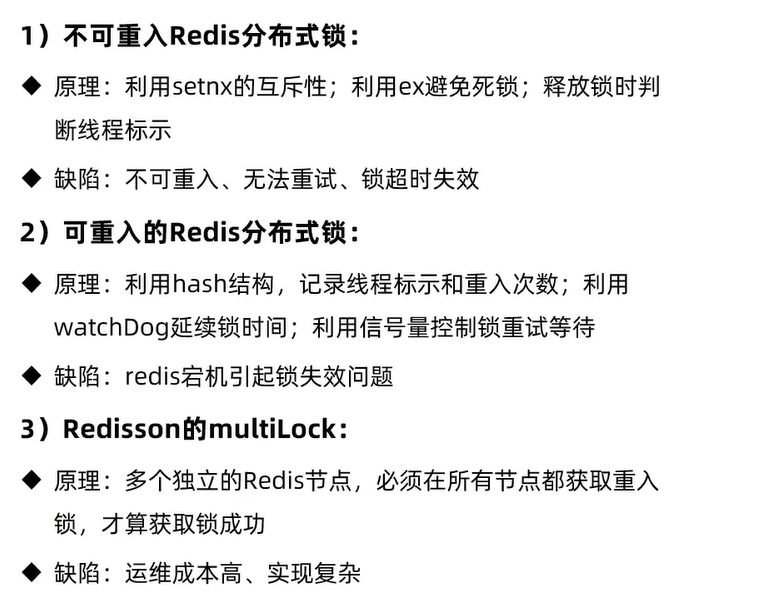 1）不可重入Redis分布式锁：
◆ 原理：利用setnx的互斥性；利用ex避免死锁；释放锁时判
断线程标示
◆ 缺陷：不可重入、无法重试、锁超时失效
2）可重入的Redis分布式锁：
◆ 原理：利用hash结构，记录线程标示和重入次数；利用
watchDog延续锁时间；利用信号量控制锁重试等待
◆ 缺陷：redis宕机引起锁失效问题
3）Redisson的multiLock：
◆ 原理：多个独立的Redis节点，必须在所有节点都获取重入
锁，才算获取锁成功
◆ 缺陷：运维成本高、实现复杂